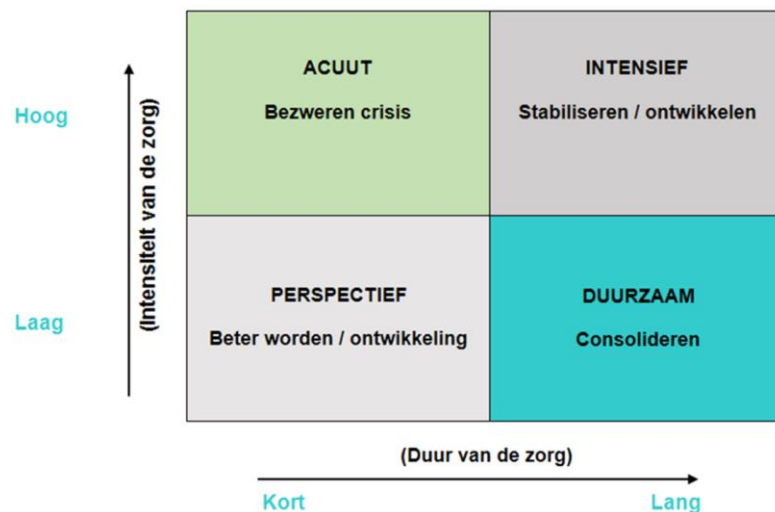 ACUUT
INTENSIEF
Hoog
Bezweren crisis
Stabiliseren / ontwikkelen
(Intensiteit van de zorg)
PERSPECTIEF
DUURZAAM
Laag
Beter worden / ontwikkeling
Consolideren
(Duur van de zorg)
Kort
Lang